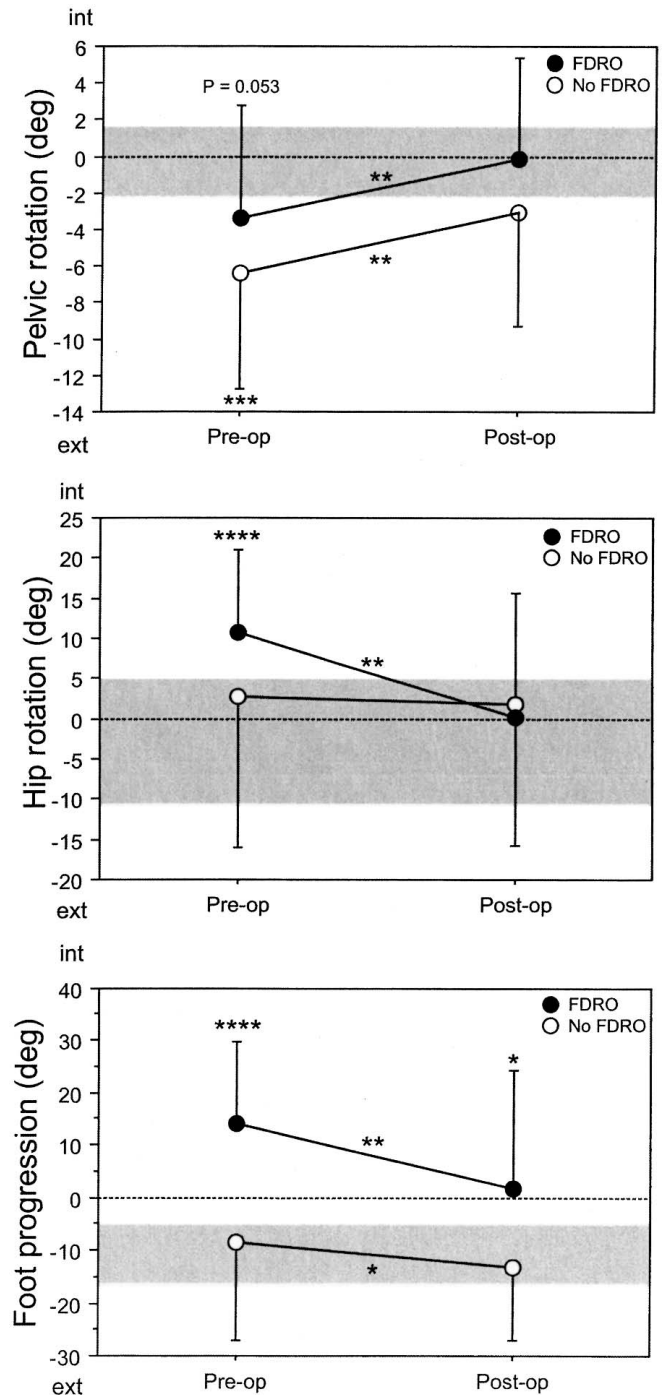 int
Pelvic rotation (deg)
6
4
2
0
-2
-4
-6
-8
-10
-12
-14
P = 0.053
FDRO
No FDRO
**
**
***
ext
Pre-op
Post-op
int
Hip rotation (deg)
25
20
15
10
5
0
-5
-10
-15
-20
****
FDRO
No FDRO
**
ext
Pre-op
Post-op
int
Foot progression (deg)
40
30
20
10
0
-10
-20
-30
****
FDRO
No FDRO
*
**
*
ext
Pre-op
Post-op